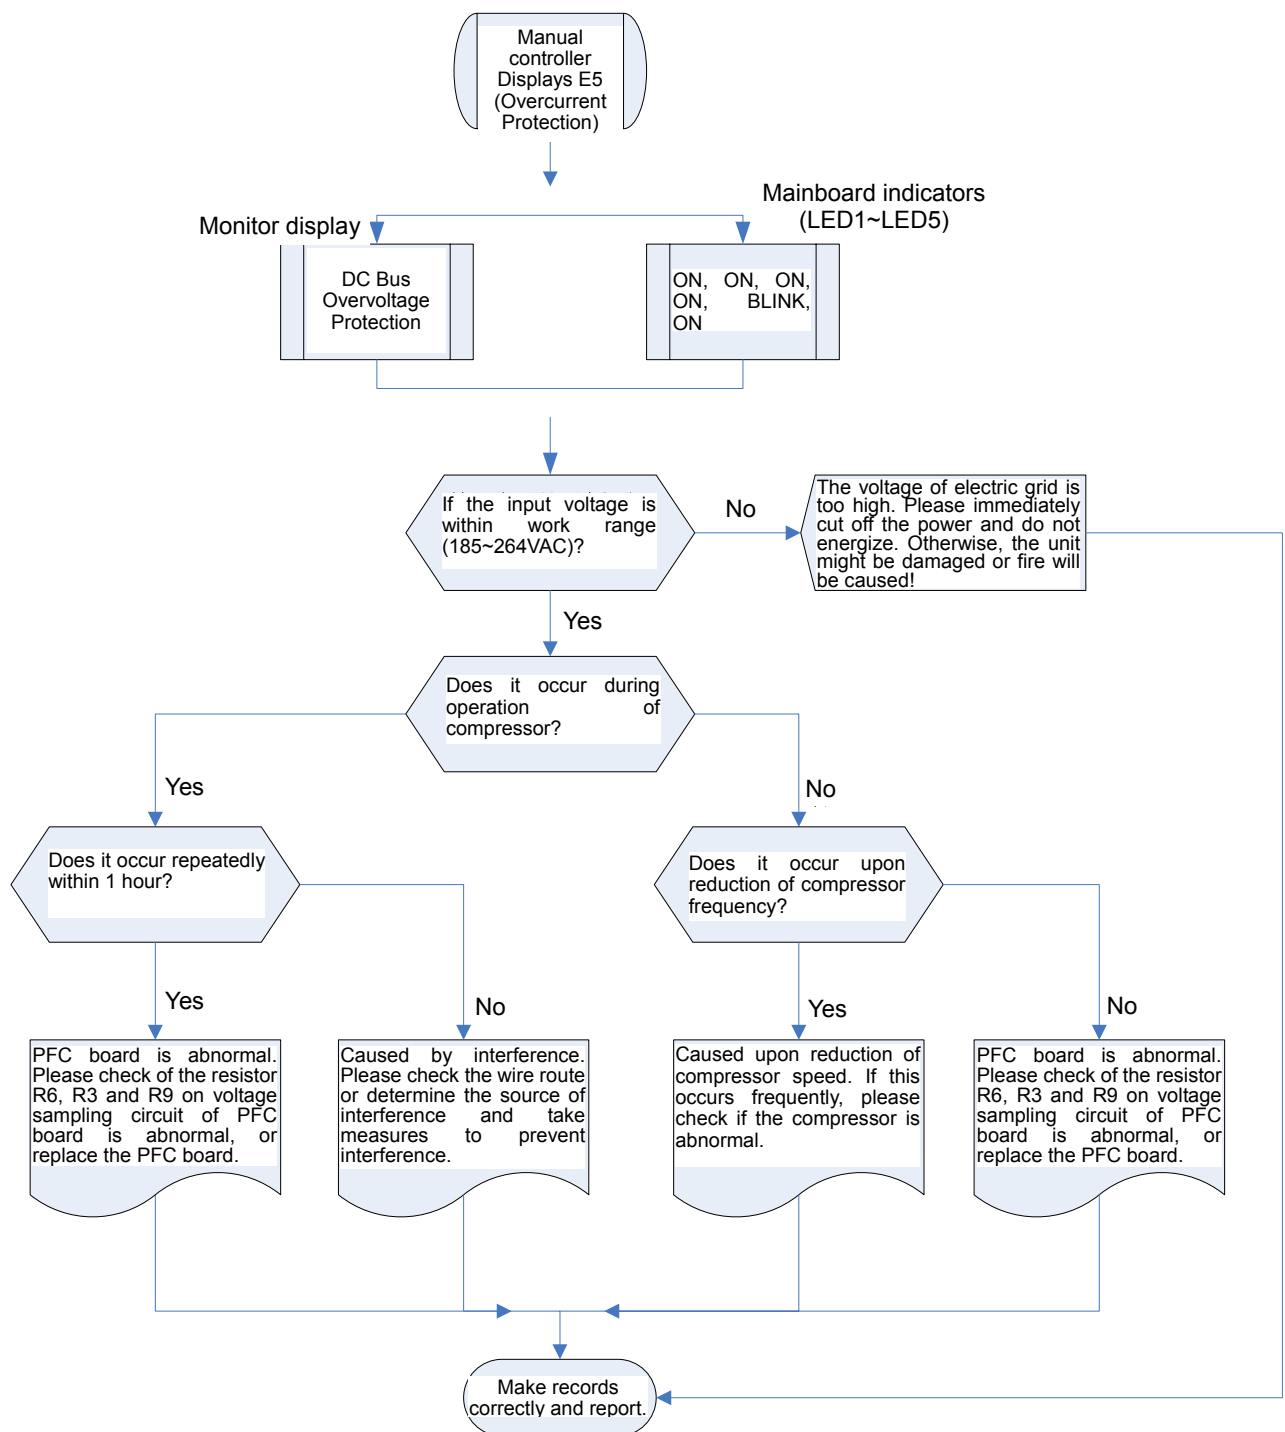 Manual
controller
Displays E5
(Overcurrent
Protection)
Monitor display
Mainboard indicators
(LED1~LED5)
DC Bus
Overvoltage
Protection
ON, ON, ON,
ON, BLINK,
ON
If the input voltage is
within work range
(185~264VAC)?
No
The voltage of electric grid is
too high. Please immediately
cut off the power and do not
energize. Otherwise, the unit
might be damaged or fire will
be caused!
Yes
Does it occur during
operation of
compressor?
Yes
No
Does it occur repeatedly
within 1 hour?
Does it occur upon
reduction of compressor
frequency?
Yes
No
Yes
No
PFC board is abnormal.
Please check of the resistor
R6, R3 and R9 on voltage
sampling circuit of PFC
board is abnormal, or
replace the PFC board.
Caused by interference.
Please check the wire route
or determine the source of
interference and take
measures to prevent
interference.
Caused upon reduction of
compressor speed. If this
occurs frequently, please
check if the compressor is
abnormal.
PFC board is abnormal.
Please check of the resistor
R6, R3 and R9 on voltage
sampling circuit of PFC
board is abnormal, or
replace the PFC board.
Make records
correctly and report.